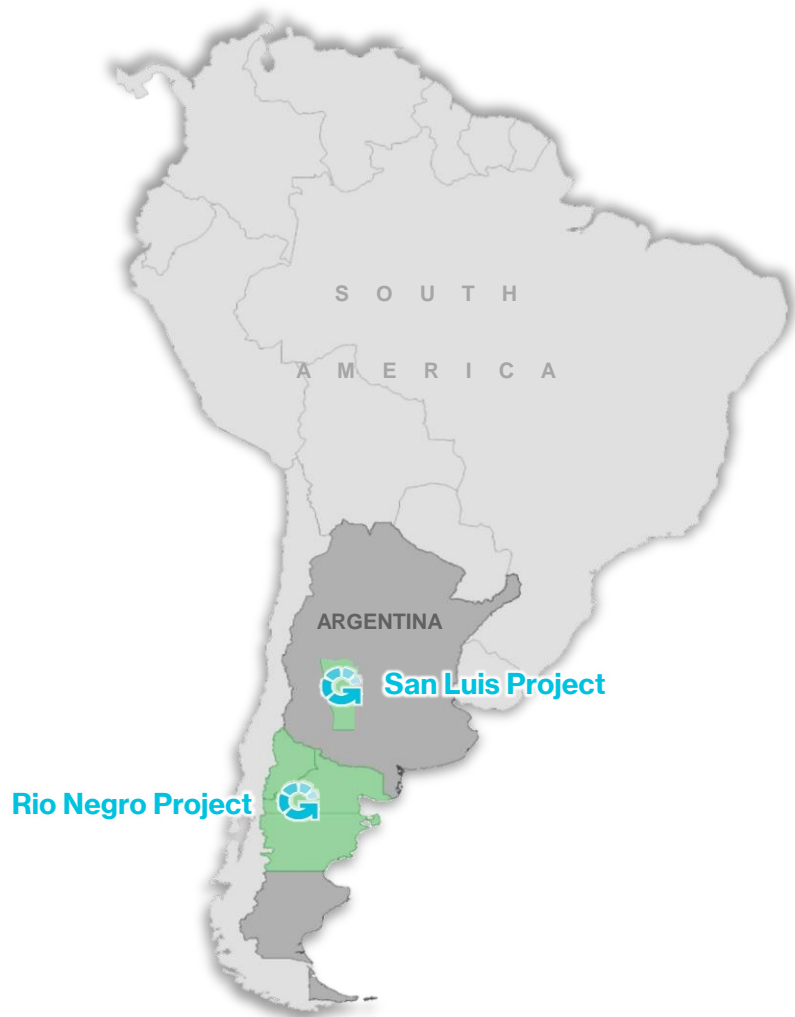 S O U T H
A M E R I C A
ARGENTINA
San Luis Project
Rio Negro Project